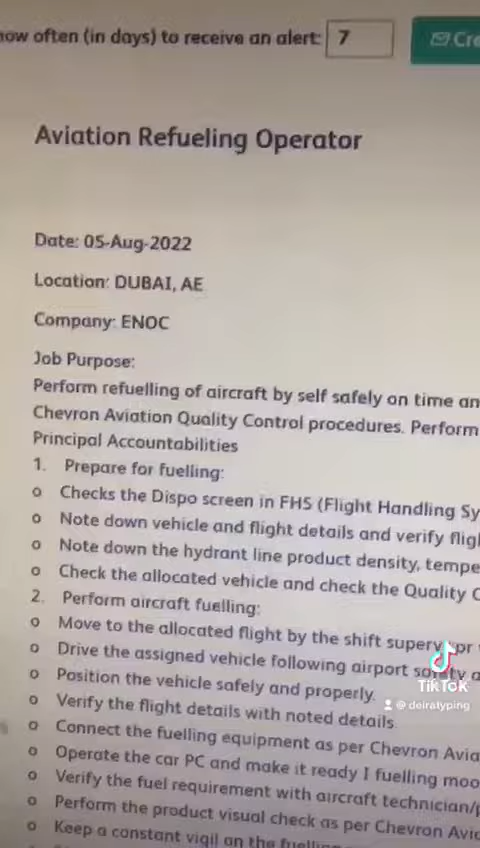 how often (in days) to receive an alert: 7
Cre
Aviation Refueling Operator
Date: 05-Aug-2022
Location: DUBAI, AE
Company: ENOC
Job Purpose:
Perform refuelling of aircraft by self safely on time an
Chevron Aviation Quality Control procedures. Perform
Principal Accountabilities
1. Prepare for fuelling:
o Checks the Dispo screen in FHS (Flight Handling Sy
o Note down vehicle and flight details and verify flig
o Note down the hydrant line product density, tempe
o Check the allocated vehicle and check the Quality C
2. Perform aircraft fuelling:
o Move to the allocated flight by the shift supervisor
o Drive the assigned vehicle following airport safety a
o Position the vehicle safely and properly.
o Verify the flight details with noted details.
o Connect the fuelling equipment as per Chevron Avia
o Operate the car PC and make it ready I fuelling moo
o Verify the fuel requirement with aircraft technician/p
o Perform the product visual check as per Chevron Avia
o Keep a constant vigil on the fuelling
TikTok
@deiratyping